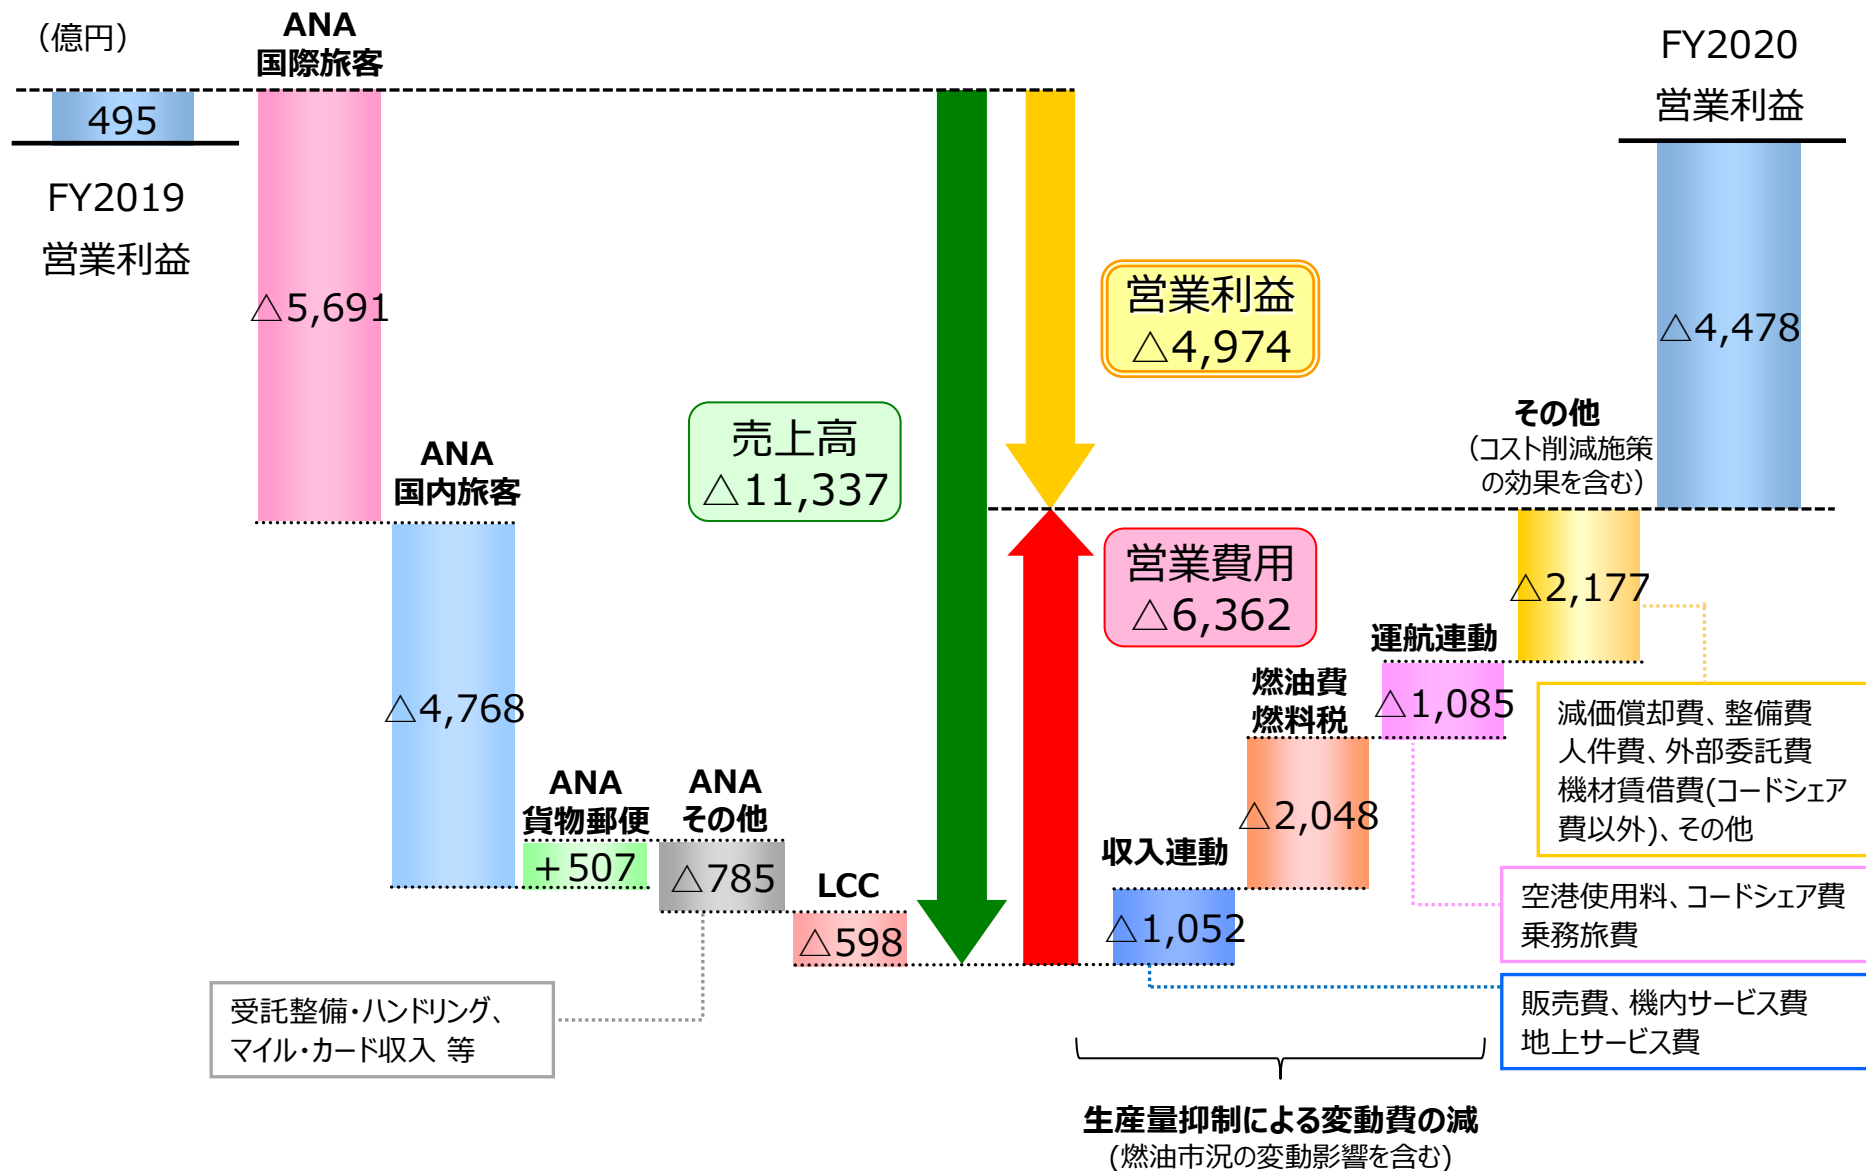 （億円）
ANA
国際旅客
495
FY2019
営業利益
△5,691
ANA
国内旅客
△4,768
ANA
貨物郵便
+507
ANA
その他
△785
LCC
△598
受託整備・ハンドリング、
マイル・カード収入 等
売上高
△11,337
営業利益
△4,974
営業費用
△6,362
収入連動
△1,052
燃油費
燃料税
△2,048
運航連動
△1,085
その他
（コスト削減施策
の効果を含む）
△2,177
FY2020
営業利益
△4,478
減価償却費、整備費
人件費、外部委託費
機材賃借費(コードシェア
費以外)、その他
空港使用料、コードシェア費
乗務旅費
販売費、機内サービス費
地上サービス費
生産量抑制による変動費の減
(燃油市況の変動影響を含む)